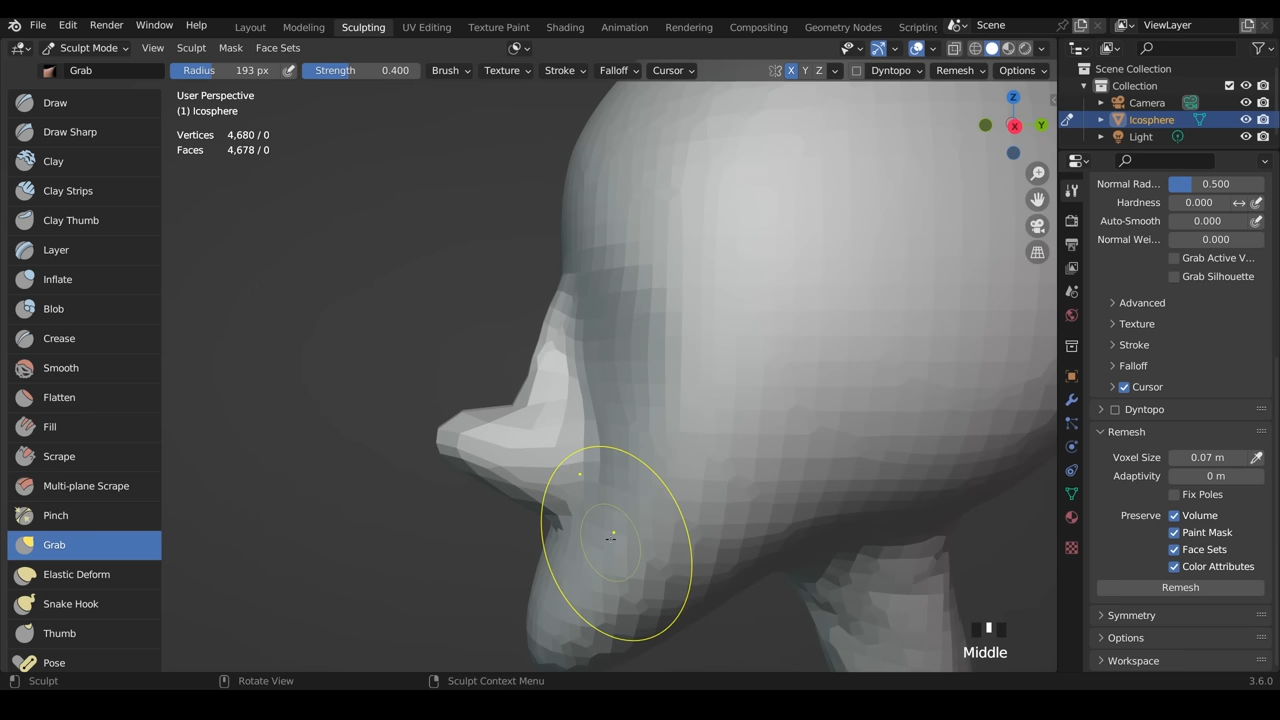 File Edit Render Window Help Layout Modeling Sculpting UV Editing Texture Paint Shading Animation Rendering Compositing Geometry Nodes Scripting Scene ViewLayer
Sculpt Mode View Sculpt Mask Face Sets
Grab Radius 193 px Strength 0.400 Brush Texture Stroke Falloff Cursor X Y Z Dyntopo Remesh Options
Scene Collection
Collection
Camera
Icosphere
Light
User Perspective
(1) Icosphere
Vertices 4,680 / 0
Faces 4,678 / 0
Z
X
Y
Draw
Draw Sharp
Clay
Clay Strips
Clay Thumb
Layer
Inflate
Blob
Crease
Smooth
Flatten
Fill
Scrape
Multi-plane Scrape
Pinch
Grab
Elastic Deform
Snake Hook
Thumb
Pose
Normal Rad... 0.500
Hardness 0.000
Auto-Smooth 0.000
Normal Wei... 0.000
Grab Active V...
Grab Silhouette
Advanced
Texture
Stroke
Falloff
Cursor
Dyntopo
Remesh
Voxel Size 0.07 m
Adaptivity 0 m
Fix Poles
Preserve Volume
Paint Mask
Face Sets
Color Attributes
Remesh
Symmetry
Options
Workspace
Middle
Sculpt Rotate View Sculpt Context Menu 3.6.0